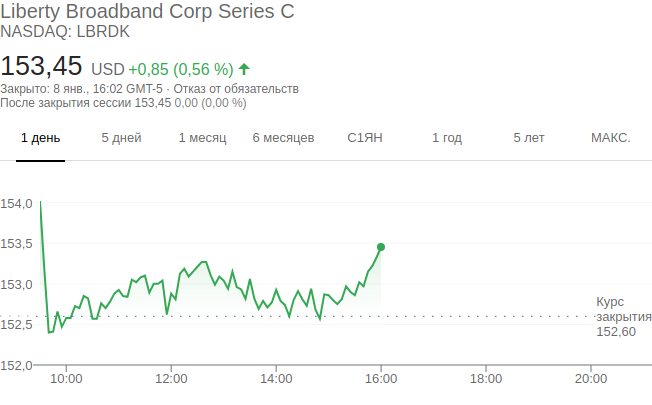 Liberty Broadband Corp Series C
NASDAQ: LBRDK
153,45 USD +0,85 (0,56 %)
Закрыто: 8 янв., 16:02 GMT-5 · Отказ от обязательств
После закрытия сессии 153,45 0,00 (0,00 %)
1 день 5 дней 1 месяц 6 месяцев С1ЯН 1 год 5 лет МАКС.
154,0
153,5
153,0
Курс
закрытия
152,5
152,60
152,0
10:00 12:00 14:00 16:00 18:00 20:00